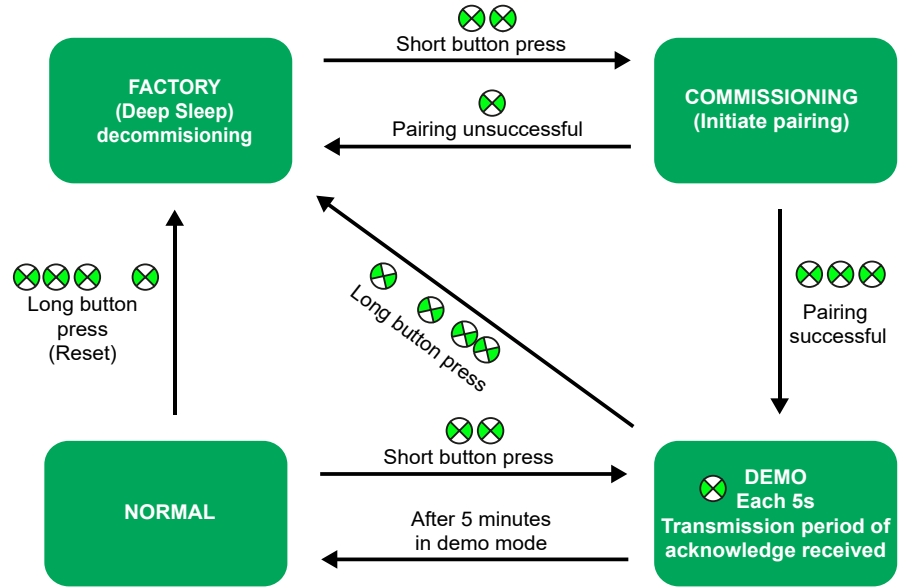 Short button press
FACTORY
(Deep Sleep)
decommisioning
COMMISSIONING
(Initiate pairing)
Pairing unsuccessful
Long button
press
(Reset)
Long button press
Pairing
successful
Short button press
NORMAL
DEMO
Each 5s
Transmission period of
acknowledge received
After 5 minutes
in demo mode